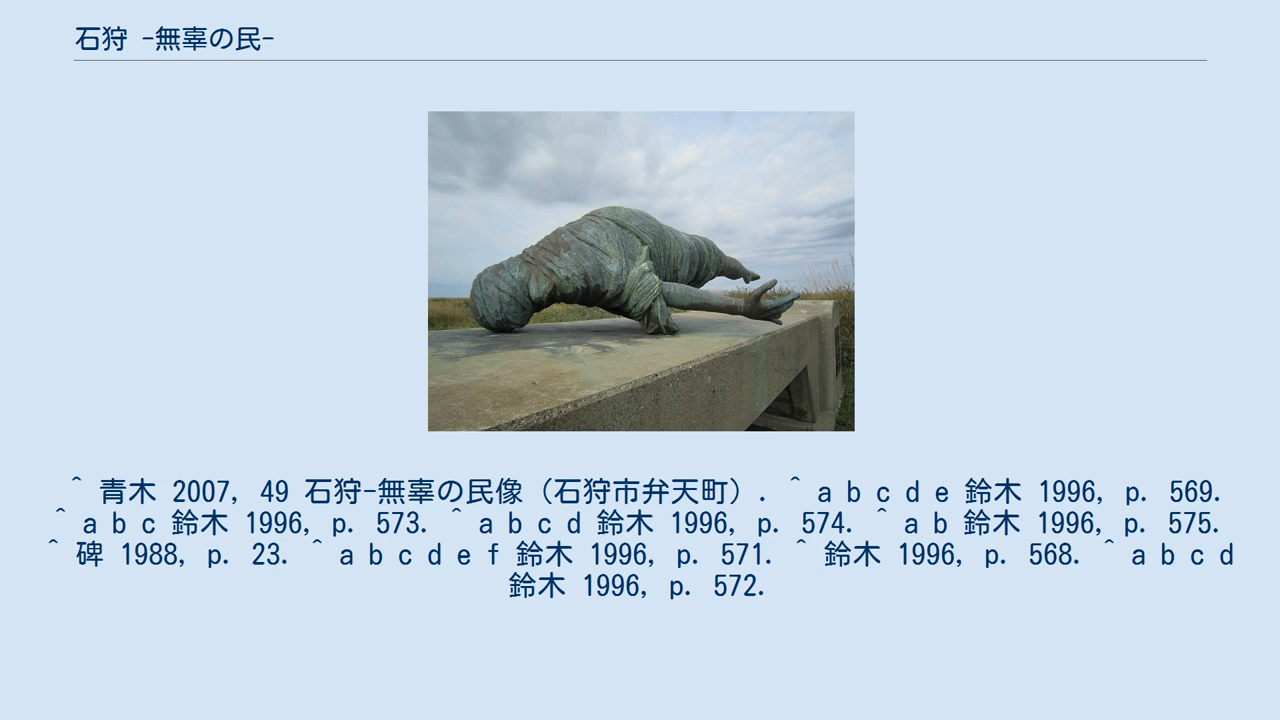 石狩 -無辜の民-
^ 青木 2007, 49 石狩-無辜の民像（石狩市弁天町）. ^ a b c d e 鈴木 1996, p. 569.
^ a b c 鈴木 1996, p. 573. ^ a b c d 鈴木 1996, p. 574. ^ a b 鈴木 1996, p. 575.
^ 碑 1988, p. 23. ^ a b c d e f 鈴木 1996, p. 571. ^ 鈴木 1996, p. 568. ^ a b c d
鈴木 1996, p. 572.